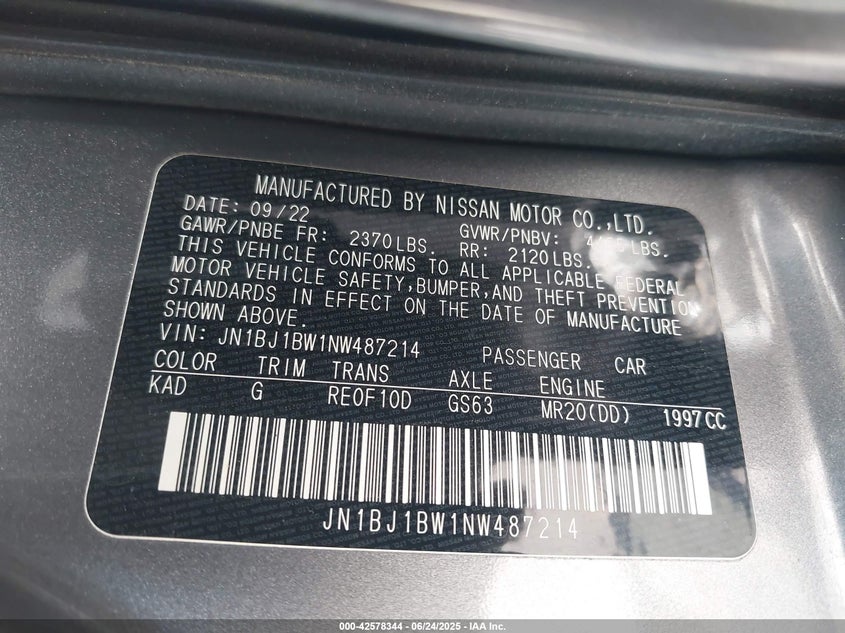 MANUFACTURED BY NISSAN MOTOR CO.,LTD.
DATE: 09/22
GVWR/PNBV: LBS.
GAWR/PNBE FR: 2370LBS. RR: 2120LBS.
THIS VEHICLE CONFORMS TO ALL APPLICABLE FEDERAL
MOTOR VEHICLE SAFETY,BUMPER,AND THEFT PREVENTION
STANDARDS IN EFFECT ON THE DATE OF MANUFACTURE
SHOWN ABOVE.
VIN: JN1BJ1BW1NW487214 PASSENGER CAR
COLOR TRIM TRANS AXLE ENGINE
KAD G RE0F10D GS63 MR20(DD) 1997CC
JN1BJ1BW1NW487214
000-42578344 - 06/24/2025 - IAA Inc.